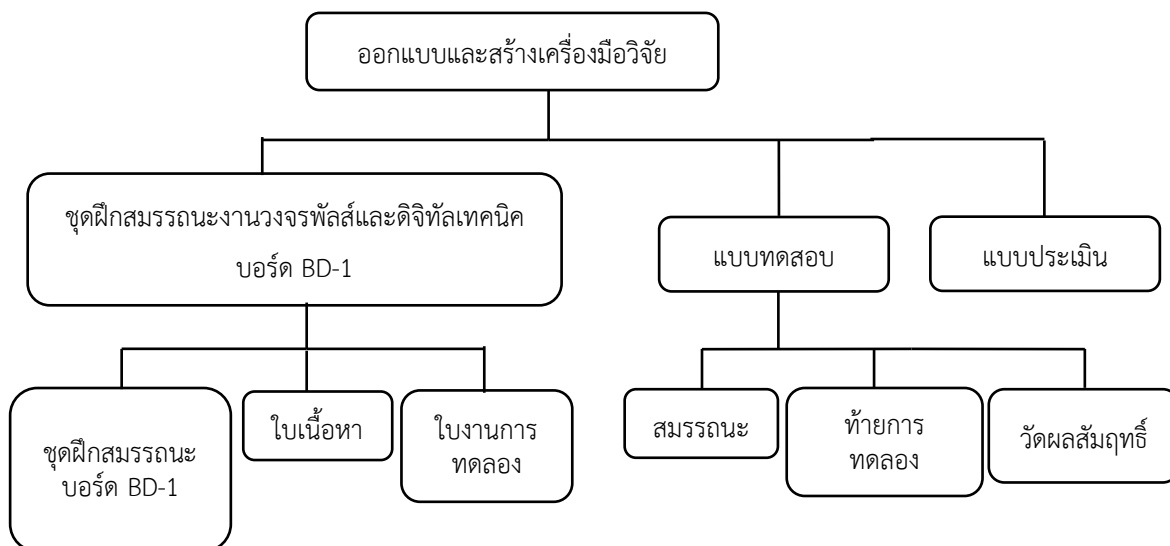 ออกแบบและสร้างเครื่องมือวิจัย
ชุดฝึกสมรรถนะงานวงจรพัลส์และดิจิทัลเทคนิค
บอร์ด BD-1
แบบทดสอบ
แบบประเมิน
ชุดฝึกสมรรถนะ
บอร์ด BD-1
ใบเนื้อหา
ใบงานการ
ทดลอง
สมรรถนะ
ท้ายการ
ทดลอง
วัดผลสัมฤทธิ์